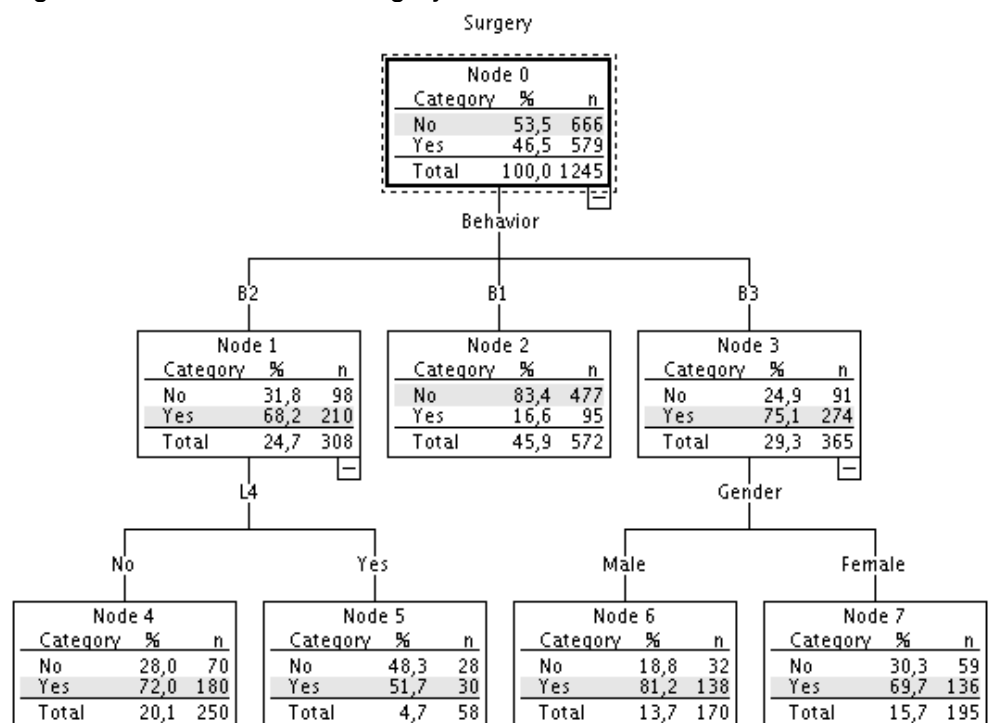 Surgery
Node 0
Category % n
No 53,5 666
Yes 46,5 579
Total 100,0 1245
Behavior
B2 B1 B3
Node 1
Category % n
No 31,8 98
Yes 68,2 210
Total 24,7 308
Node 2
Category % n
No 83,4 477
Yes 16,6 95
Total 45,9 572
Node 3
Category % n
No 24,9 91
Yes 75,1 274
Total 29,3 365
L4
Gender
No Yes Male Female
Node 4
Category % n
No 28,0 70
Yes 72,0 180
Total 20,1 250
Node 5
Category % n
No 48,3 28
Yes 51,7 30
Total 4,7 58
Node 6
Category % n
No 18,8 32
Yes 81,2 138
Total 13,7 170
Node 7
Category % n
No 30,3 59
Yes 69,7 136
Total 15,7 195